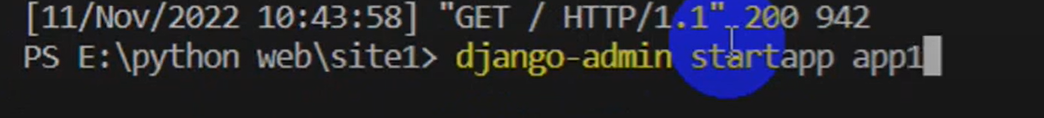 [11/Nov/2022 10:43:58] "GET / HTTP/1.1" 200 942
PS E:\python web\site1> django-admin startapp app1